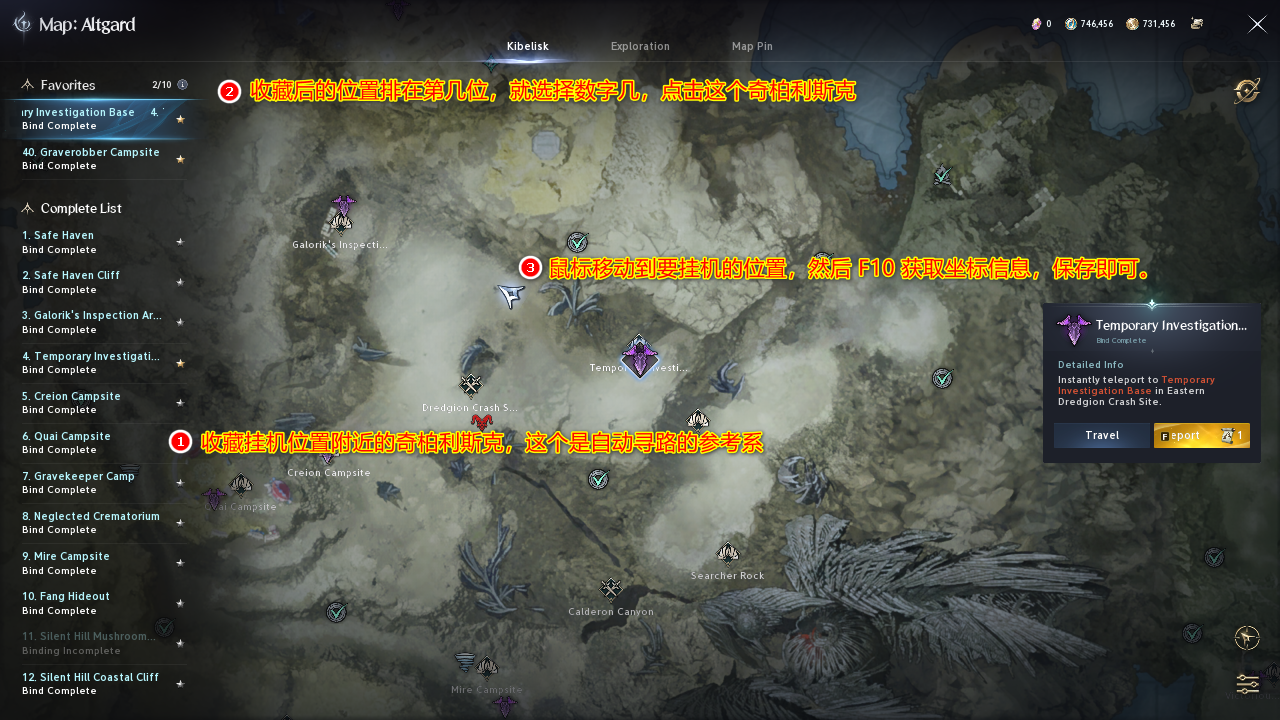 Map: Altgard
0
746,456
731,456
Kibelisk
Exploration
Map Pin
Favorites
2/10
ry Investigation Base
4.
Bind Complete
40. Graverobber Campsite
Bind Complete
Complete List
1. Safe Haven
Bind Complete
2. Safe Haven Cliff
Bind Complete
3. Galorik's Inspection Ar...
Bind Complete
4. Temporary Investigati...
Bind Complete
5. Creion Campsite
Bind Complete
6. Quai Campsite
Bind Complete
7. Gravekeeper Camp
Bind Complete
8. Neglected Crematorium
Bind Complete
9. Mire Campsite
Bind Complete
10. Fang Hideout
Bind Complete
11. Silent Hill Mushroom...
Binding Incomplete
12. Silent Hill Coastal Cliff
Bind Complete
2 收藏后的位置排在第几位，就选择数字几，点击这个奇柏利斯克
Galorik's Inspecti...
3 鼠标移动到要挂机的位置，然后 F10 获取坐标信息，保存即可。
Dredgion Crash S...
1 收藏挂机位置附近的奇柏利斯克，这个是自动寻路的参考系
Creion Campsite
Quai Campsite
Searcher Rock
Calderon Canyon
Mire Campsite
Temporary Investigation...
Bind Complete
Detailed Info
Instantly teleport to Temporary
Investigation Base in Eastern
Dredgion Crash Site.
Travel
F
eport
1